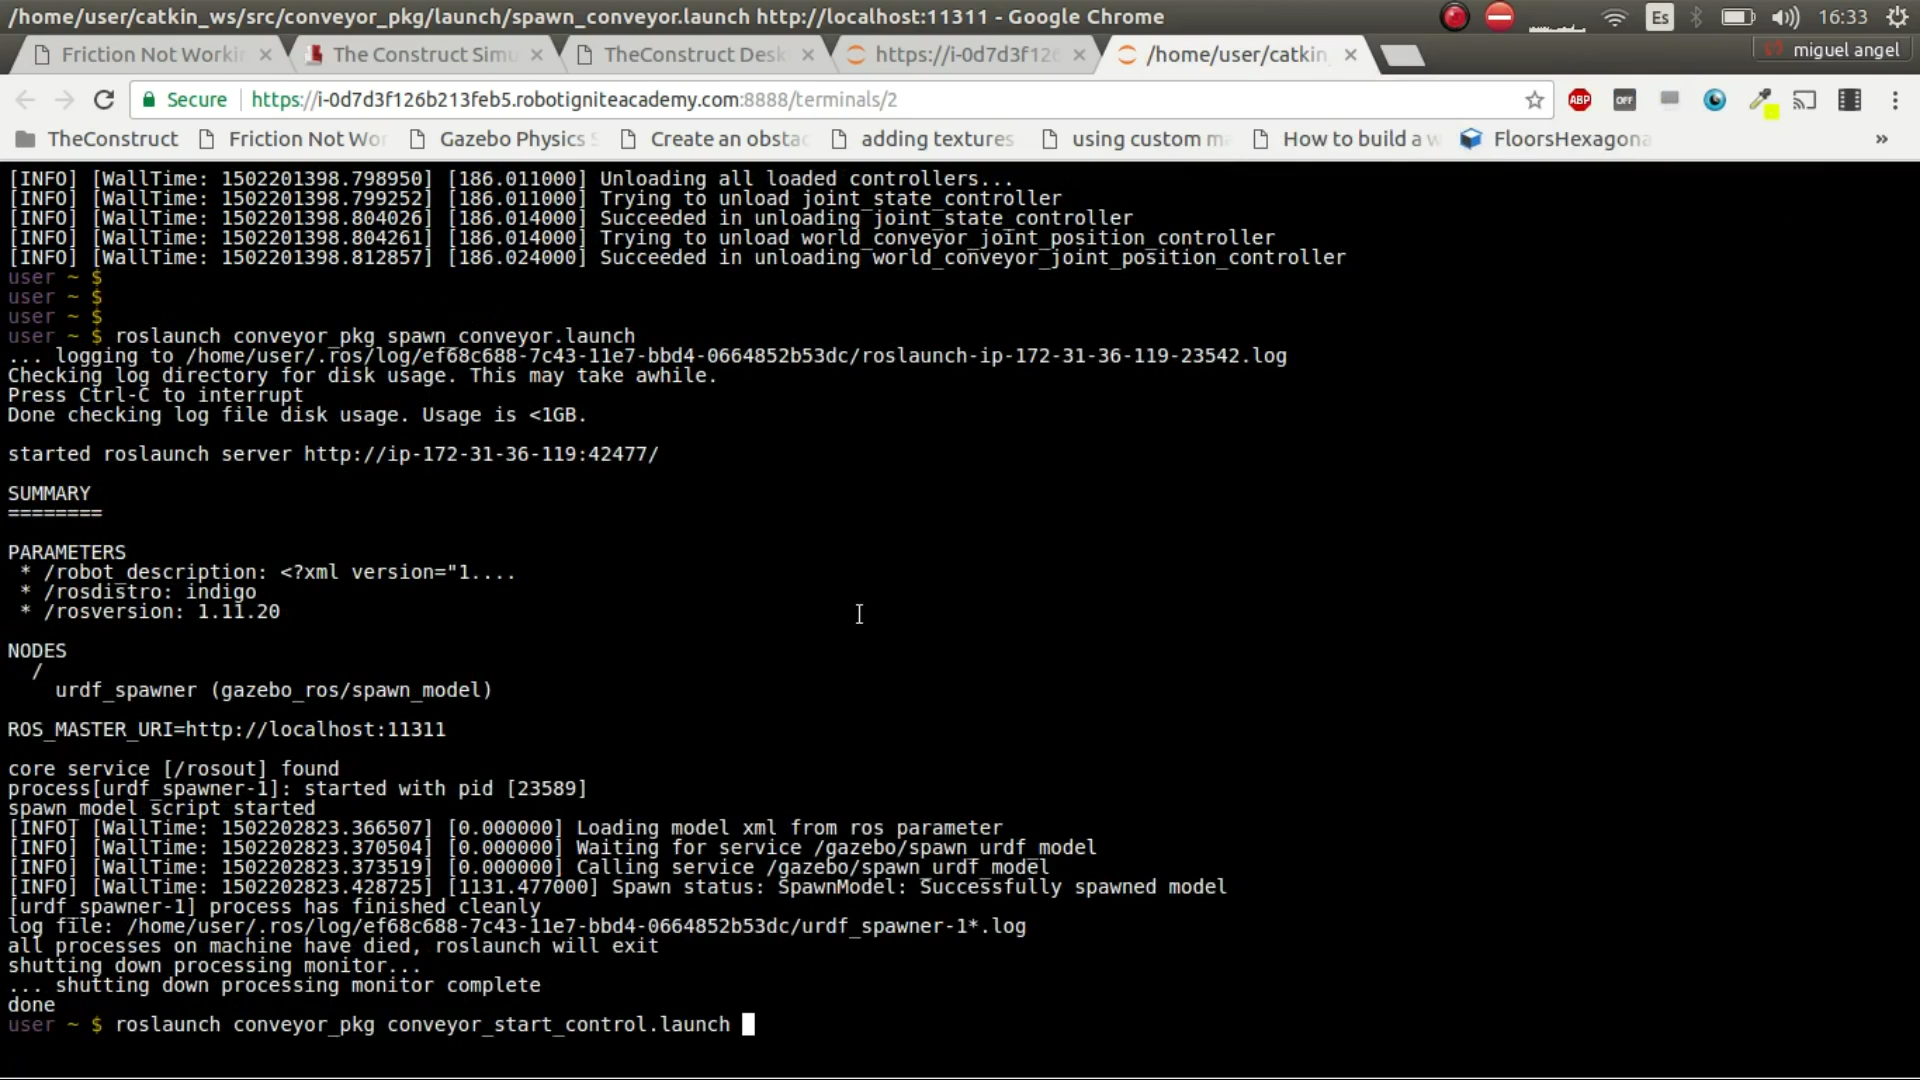 /home/user/catkin_ws/src/conveyor_pkg/launch/spawn_conveyor.launch http://localhost:11311 - Google Chrome
Es
16:33
Friction Not Worki
The Construct Simu
TheConstruct Desk
https://i-0d7d3f126
/home/user/catkin
miguel angel
Secure
https://i-0d7d3f126b213feb5.robotigniteacademy.com:8888/terminals/2
ABP
OFF
TheConstruct
Friction Not Wor
Gazebo Physics
Create an obsta
adding textures
using custom m
How to build a w
FloorsHexagona
»
[INFO] [WallTime: 1502201398.798950] [186.011000] Unloading all loaded controllers...
[INFO] [WallTime: 1502201398.799252] [186.011000] Trying to unload joint_state_controller
[INFO] [WallTime: 1502201398.804026] [186.014000] Succeeded in unloading joint_state_controller
[INFO] [WallTime: 1502201398.804261] [186.014000] Trying to unload world_conveyor_joint_position_controller
[INFO] [WallTime: 1502201398.812857] [186.024000] Succeeded in unloading world_conveyor_joint_position_controller
user ~ $
user ~ $
user ~ $
user ~ $ roslaunch conveyor_pkg spawn_conveyor.launch
... logging to /home/user/.ros/log/ef68c688-7c43-11e7-bbd4-0664852b53dc/roslaunch-ip-172-31-36-119-23542.log
Checking log directory for disk usage. This may take awhile.
Press Ctrl-C to interrupt
Done checking log file disk usage. Usage is <1GB.
started roslaunch server http://ip-172-31-36-119:42477/
SUMMARY
========
PARAMETERS
* /robot_description: <?xml version="1....
* /rosdistro: indigo
* /rosversion: 1.11.20
NODES
/
urdf_spawner (gazebo_ros/spawn_model)
ROS_MASTER_URI=http://localhost:11311
core service [/rosout] found
process[urdf_spawner-1]: started with pid [23589]
spawn_model script started
[INFO] [WallTime: 1502202823.366507] [0.000000] Loading model xml from ros parameter
[INFO] [WallTime: 1502202823.370504] [0.000000] Waiting for service /gazebo/spawn_urdf_model
[INFO] [WallTime: 1502202823.373519] [0.000000] Calling service /gazebo/spawn_urdf_model
[INFO] [WallTime: 1502202823.428725] [1131.477000] Spawn status: SpawnModel: Successfully spawned model
[urdf_spawner-1] process has finished cleanly
log file: /home/user/.ros/log/ef68c688-7c43-11e7-bbd4-0664852b53dc/urdf_spawner-1*.log
all processes on machine have died, roslaunch will exit
shutting down processing monitor...
... shutting down processing monitor complete
done
user ~ $ roslaunch conveyor_pkg conveyor_start_control.launch